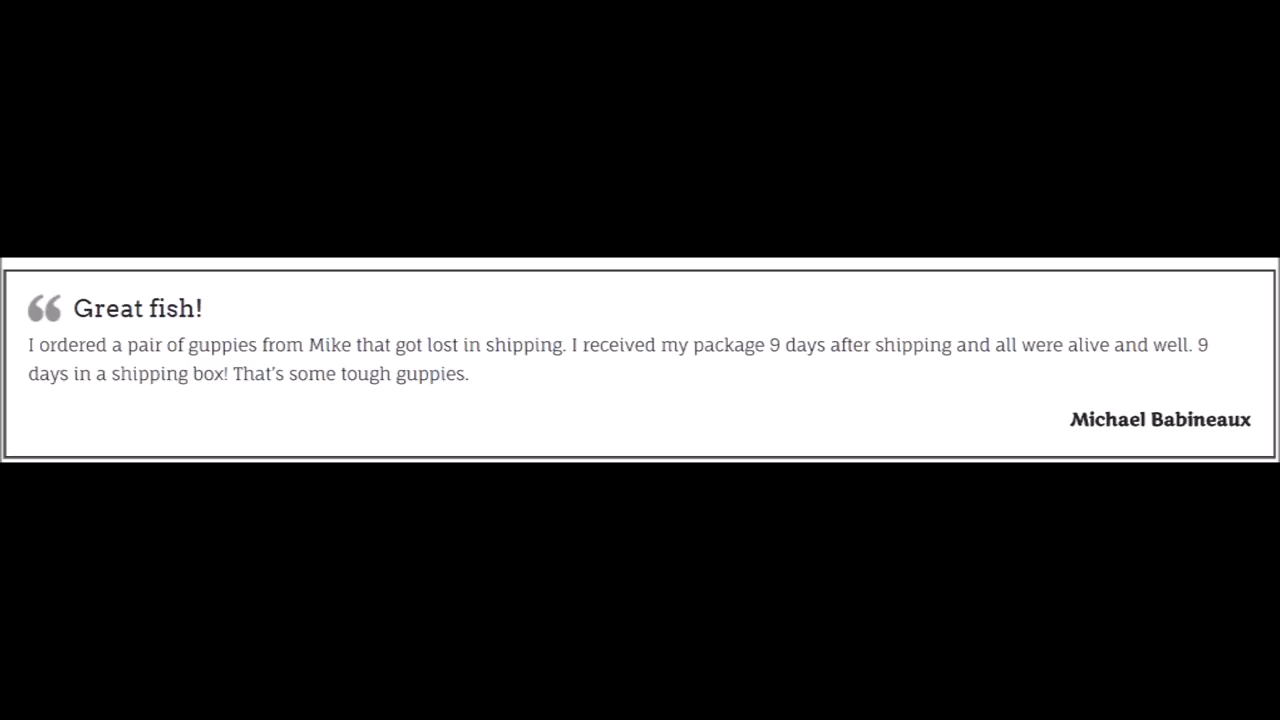 Great fish!
I ordered a pair of guppies from Mike that got lost in shipping. I received my package 9 days after shipping and all were alive and well. 9
days in a shipping box! That's some tough guppies.
Michael Babineaux